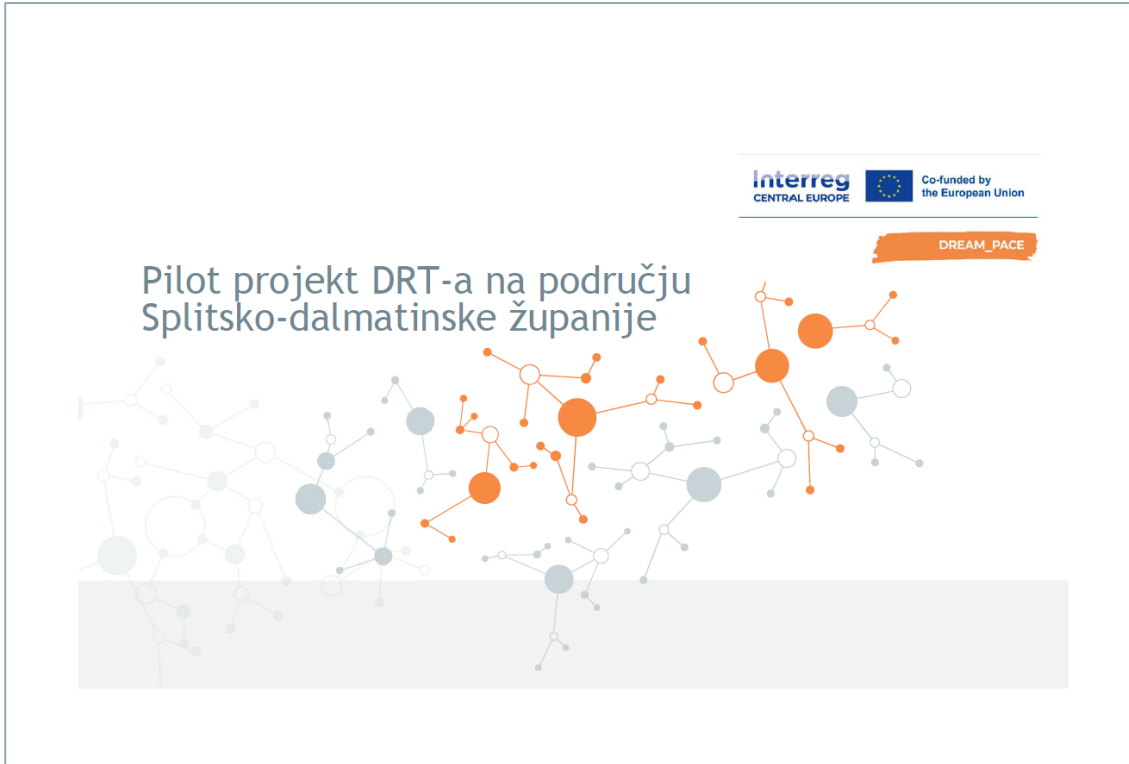 Interreg
CENTRAL EUROPE
Co-funded by
the European Union
DREAM_PACE
Pilot projekt DRT-a na području
Splitsko-dalmatinske županije